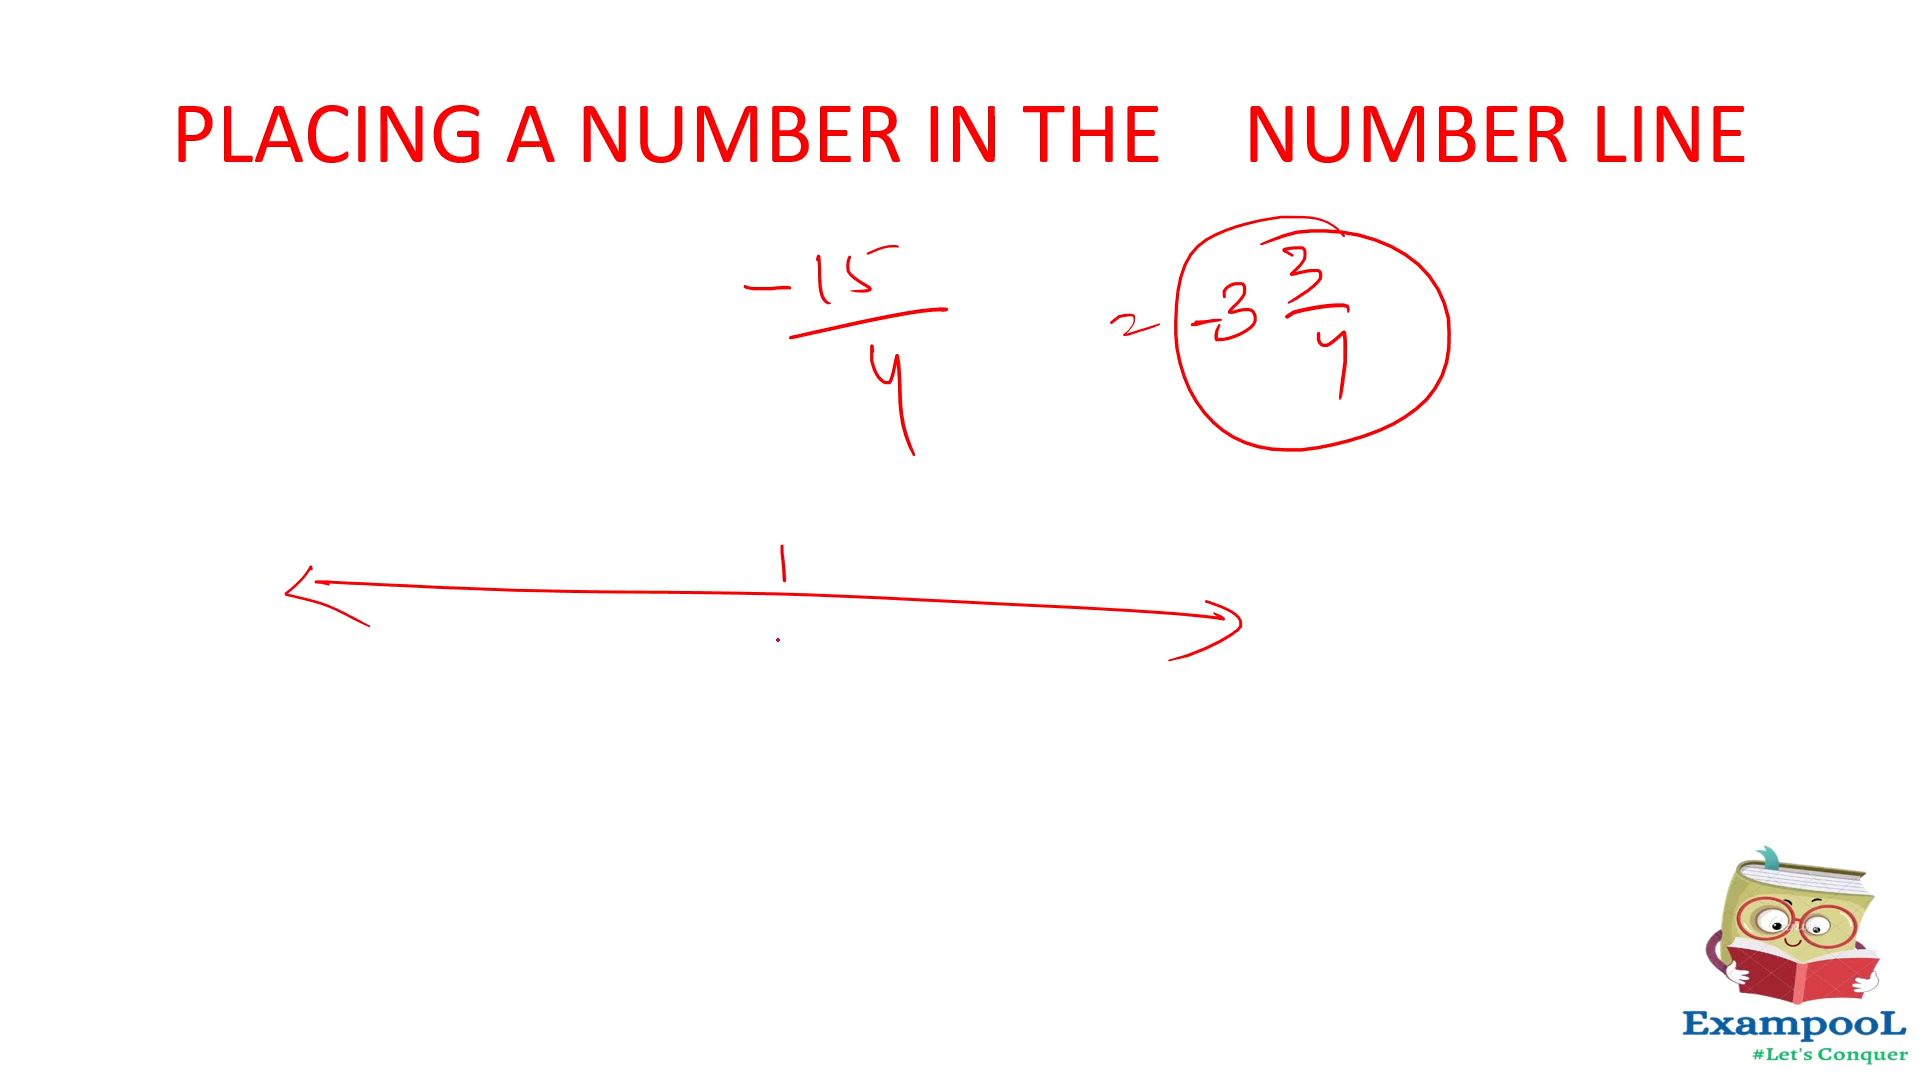 PLACING A NUMBER IN THE NUMBER LINE
-15/4 = -3 3/4
ExampooL
#Let's Conquer